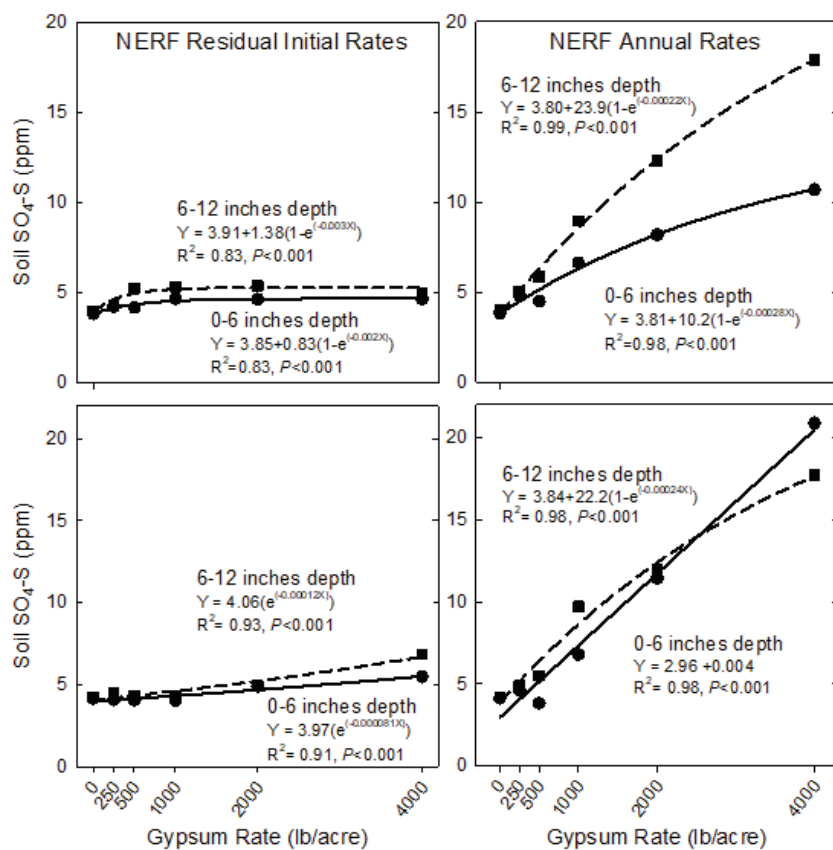 NERF Residual Initial Rates
Soil SO4-S (ppm)
20
15
10
5
0
6-12 inches depth
Y = 3.91+1.38(1-e(-0.003X))
R2= 0.83, P<0.001
0-6 inches depth
Y = 3.85+0.83(1-e(-0.002X))
R2=0.83, P<0.001
NERF Annual Rates
20
15
10
5
0
6-12 inches depth
Y = 3.80+23.9(1-e(-0.00022X))
R2= 0.99, P<0.001
0-6 inches depth
Y = 3.81+10.2(1-e(-0.00028X))
R2=0.98, P<0.001
Soil SO4-S (ppm)
20
15
10
5
0
6-12 inches depth
Y = 4.06(e(-0.00012X))
R2= 0.93, P<0.001
0-6 inches depth
Y = 3.97(e(-0.000081X))
R2= 0.91, P<0.001
0
250
500
1000
2000
4000
Gypsum Rate (lb/acre)
20
15
10
5
0
6-12 inches depth
Y = 3.84+22.2(1-e(-0.00024X))
R2= 0.98, P<0.001
0-6 inches depth
Y = 2.96 +0.004
R2= 0.98, P<0.001
0
250
500
1000
2000
4000
Gypsum Rate (lb/acre)